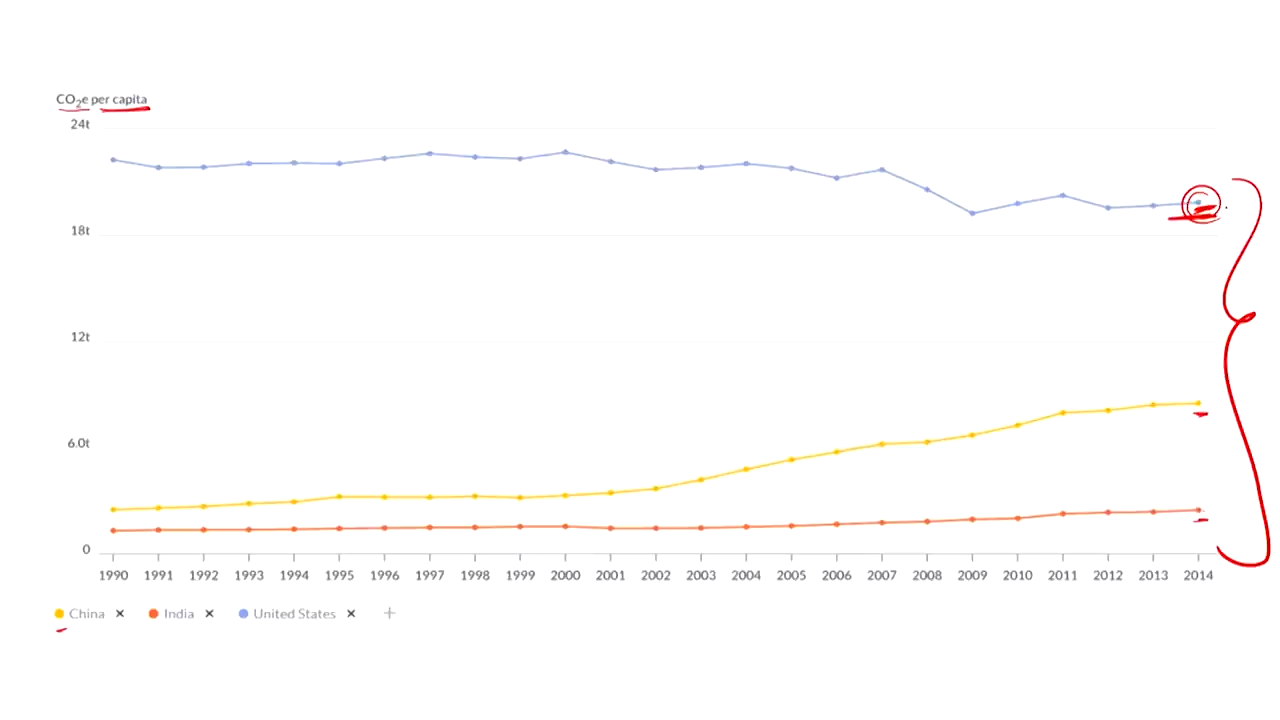 CO₂e per capita
24t
18t
12t
6.0t
0
1990 1991 1992 1993 1994 1995 1996 1997 1998 1999 2000 2001 2002 2003 2004 2005 2006 2007 2008 2009 2010 2011 2012 2013 2014
China × India × United States × +